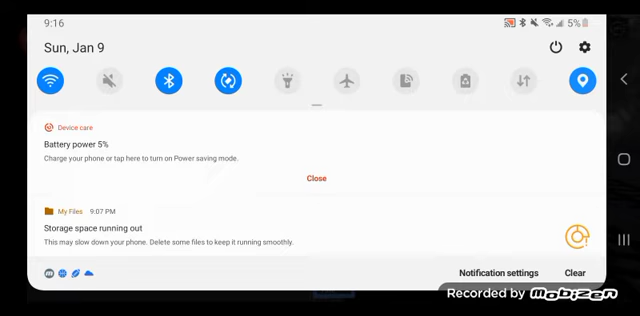 9:16
5%
Sun, Jan 9
Device care
Battery power 5%
Charge your phone or tap here to turn on Power saving mode.
Close
My Files 9:07 PM
Storage space running out
This may slow down your phone. Delete some files to keep it running smoothly.
Notification settings
Clear
Recorded by MOBIZEN